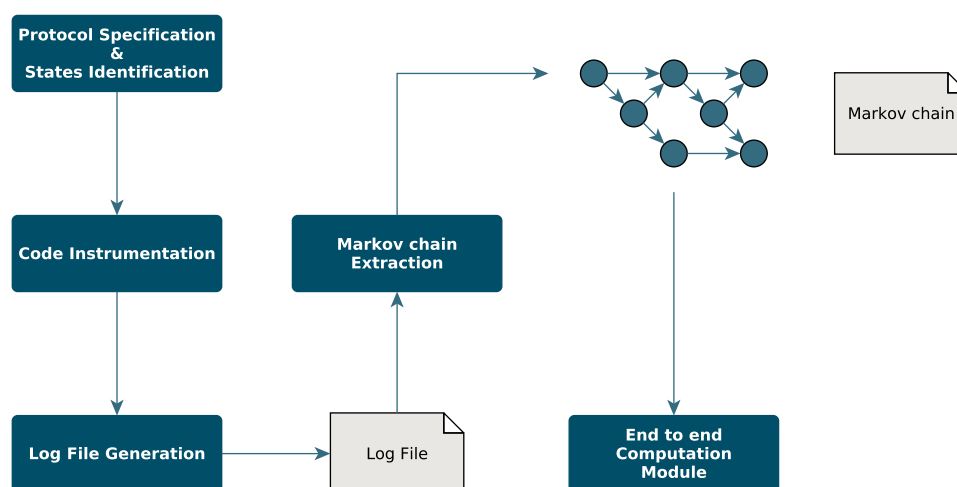 Protocol Specification
&
States Identification
Markov chain
Code Instrumentation
Markov chain
Extraction
Log File Generation
Log File
End to end
Computation
Module